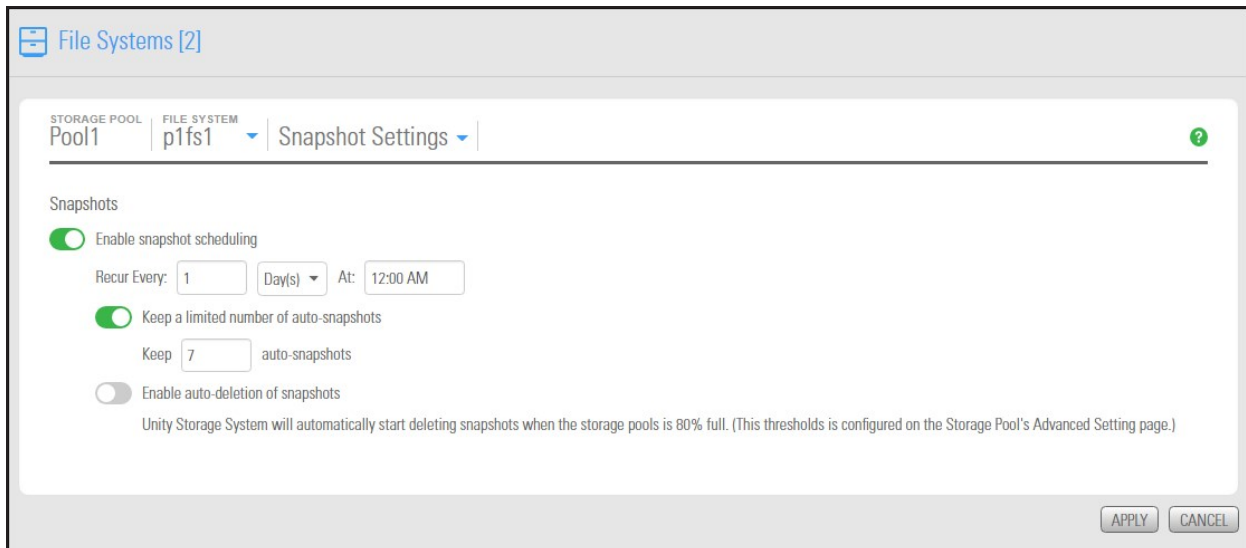 File Systems [2]
STORAGE POOL FILE SYSTEM
Pool1 p1fs1 Snapshot Settings
?
Snapshots
Enable snapshot scheduling
Recur Every: 1 Day(s) At: 12:00 AM
Keep a limited number of auto-snapshots
Keep 7 auto-snapshots
Enable auto-deletion of snapshots
Unity Storage System will automatically start deleting snapshots when the storage pools is 80% full. (This thresholds is configured on the Storage Pool's Advanced Setting page.)
APPLY CANCEL